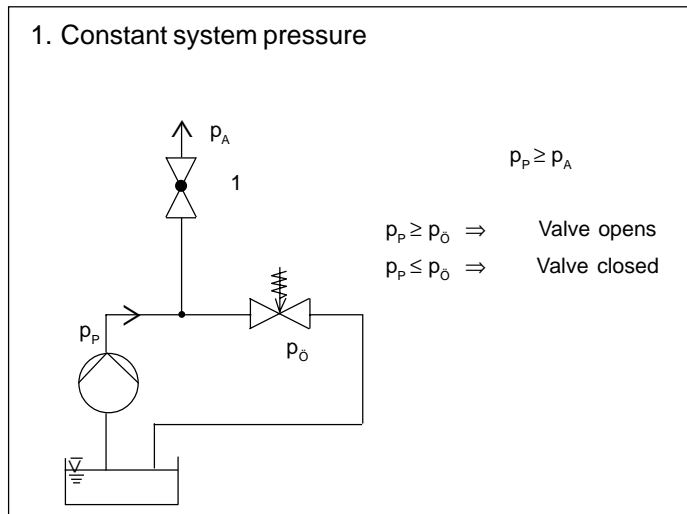 1. Constant system pressure
p_A
1
p_P ≥ p_A
p_P ≥ p_Ö ⇒ Valve opens
p_P ≤ p_Ö ⇒ Valve closed
p_P
p_Ö